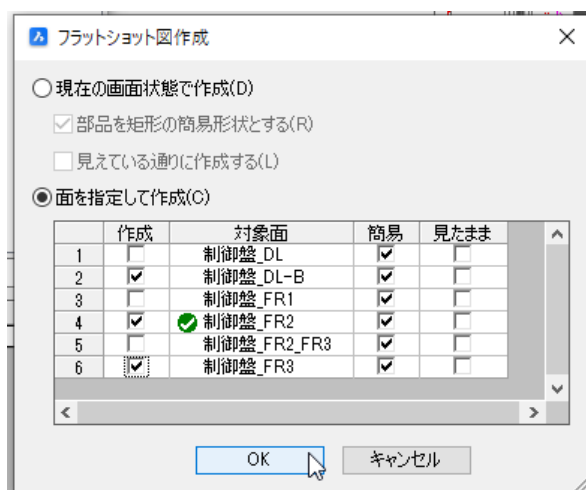 フラットショット図作成
現在の画面状態で作成(D)
部品を矩形の簡易形状とする(R)
見えている通りに作成する(L)
面を指定して作成(C)
作成 対象面 簡易 見たまま
1 制御盤_DL
2 制御盤_DL-B
3 制御盤_FR1
4 制御盤_FR2
5 制御盤_FR2_FR3
6 制御盤_FR3
OK キャンセル